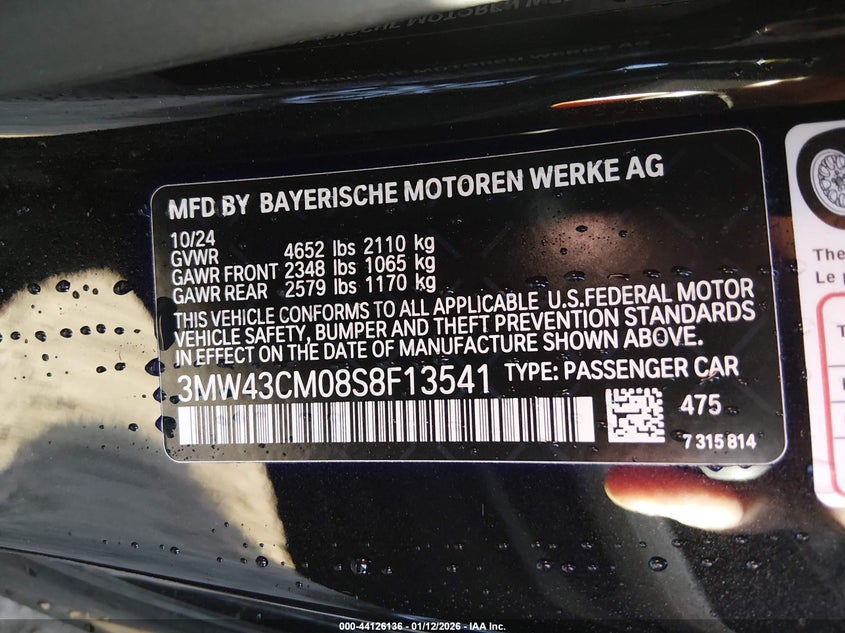 MFD BY BAYERISCHE MOTOREN WERKE AG
10/24
GVWR 4652 lbs 2110 kg
GAWR FRONT 2348 lbs 1065 kg
GAWR REAR 2579 lbs 1170 kg
THIS VEHICLE CONFORMS TO ALL APPLICABLE U.S.FEDERAL MOTOR
VEHICLE SAFETY, BUMPER AND THEFT PREVENTION STANDARDS
IN EFFECT ON THE DATE OF MANUFACTURE SHOWN ABOVE.
3MW43CM08S8F13541 TYPE: PASSENGER CAR
475
7 315 814
The
Le
000-44126136 - 01/12/2026 - IAA Inc.